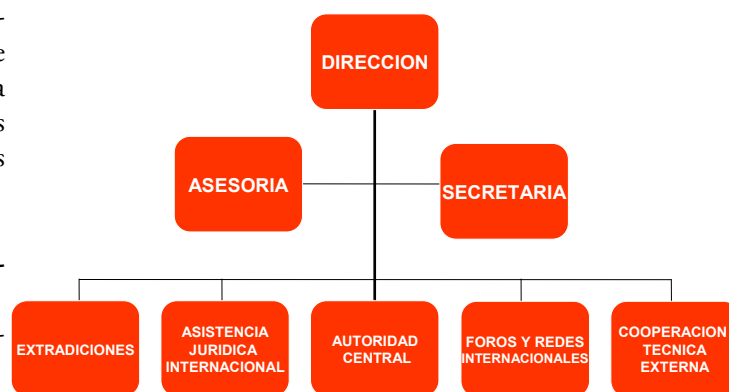 -
e
a
s
s
-
-
DIRECCION
ASESORIA
SECRETARIA
EXTRADICIONES
ASISTENCIA
JURIDICA
INTERNACIONAL
AUTORIDAD
CENTRAL
FOROS Y REDES
INTERNACIONALES
COOPERACION
TECNICA
EXTERNA